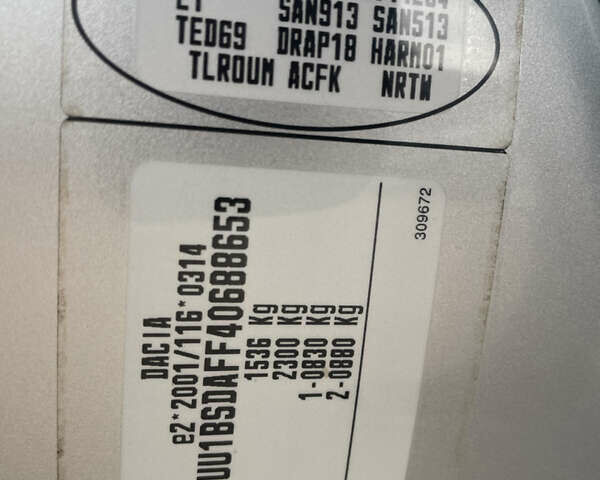 SAN913 SAN513
TED69 DRAP18 HARM01
TLROUM ACFK NRTW
DACIA
e2*2001/116*0314
UU1BSDAFF40688653
1536 Kg
2300 Kg
1-0830 Kg
2-0880 Kg
309672